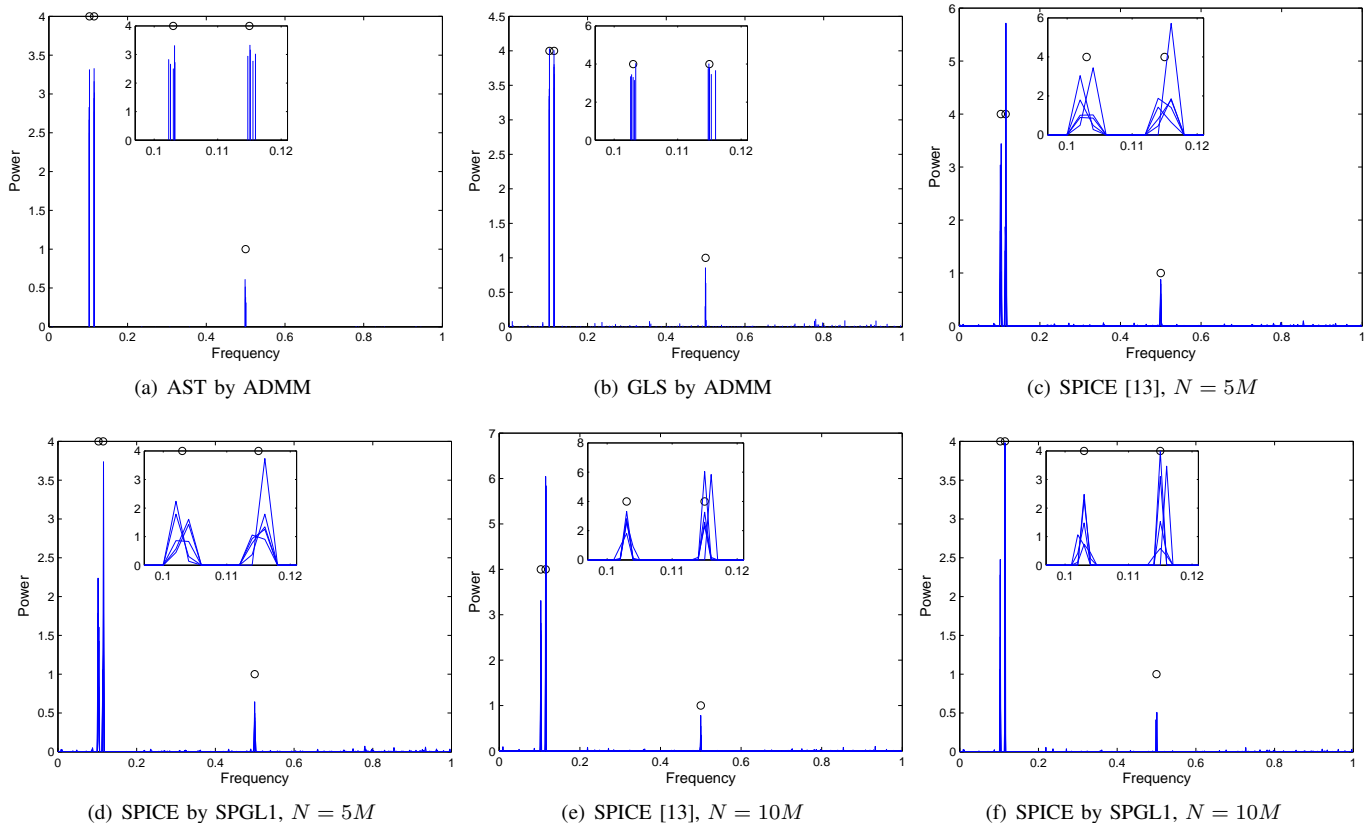 4
3.5
3
2.5
2
1.5
1
0.5
0
Power
4
3
2
1
0
0.1 0.11 0.12
0 0.2 0.4 0.6 0.8 1
Frequency
(a) AST by ADMM
4.5
4
3.5
3
2.5
2
1.5
1
0.5
0
Power
6
4
2
0
0.1 0.11 0.12
0 0.2 0.4 0.6 0.8 1
Frequency
(b) GLS by ADMM
6
5
4
3
2
1
0
Power
6
4
2
0
0.1 0.11 0.12
0 0.2 0.4 0.6 0.8 1
Frequency
(c) SPICE [13], N = 5M
4
3.5
3
2.5
2
1.5
1
0.5
0
Power
4
3
2
1
0
0.1 0.11 0.12
0 0.2 0.4 0.6 0.8 1
Frequency
(d) SPICE by SPGL1, N = 5M
7
6
5
4
3
2
1
0
Power
8
6
4
2
0
0.1 0.11 0.12
0 0.2 0.4 0.6 0.8 1
Frequency
(e) SPICE [13], N = 10M
4
3.5
3
2.5
2
1.5
1
0.5
0
Power
4
3
2
1
0
0.1 0.11 0.12
0 0.2 0.4 0.6 0.8 1
Frequency
(f) SPICE by SPGL1, N = 10M